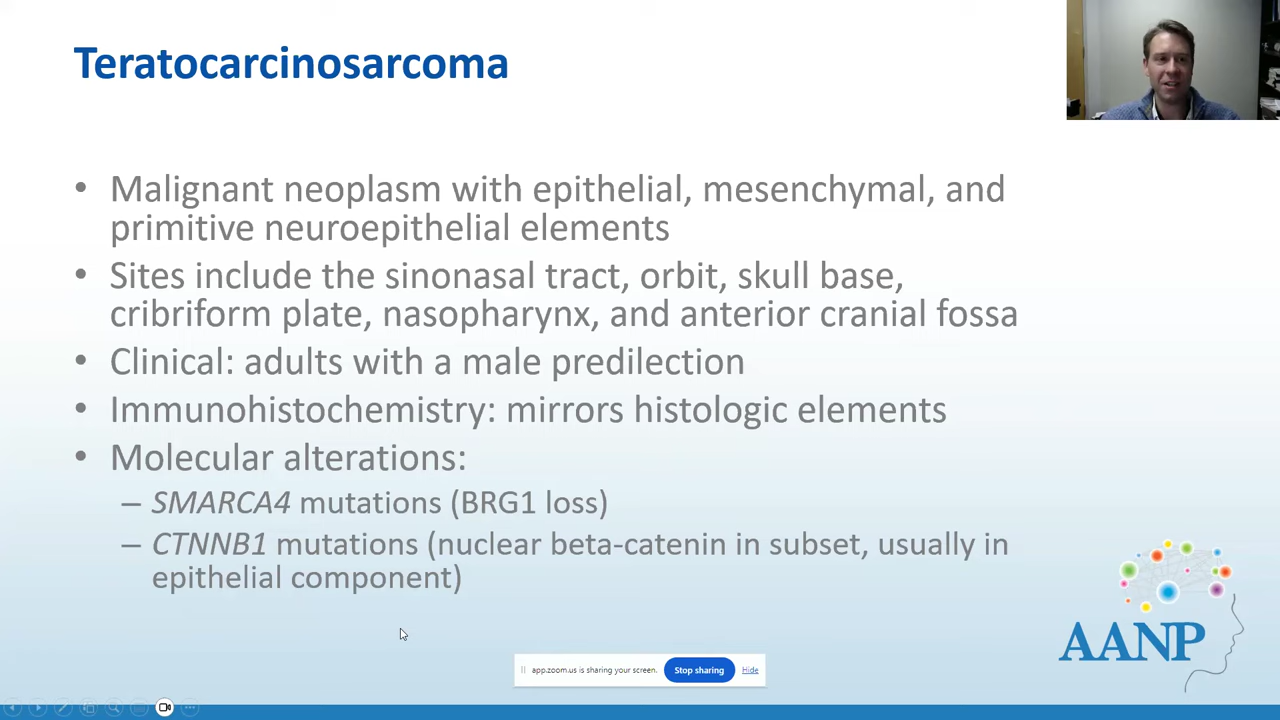 Teratocarcinosarcoma
• Malignant neoplasm with epithelial, mesenchymal, and
primitive neuroepithelial elements
• Sites include the sinonasal tract, orbit, skull base,
cribriform plate, nasopharynx, and anterior cranial fossa
• Clinical: adults with a male predilection
• Immunohistochemistry: mirrors histologic elements
• Molecular alterations:
– SMARCA4 mutations (BRG1 loss)
– CTNNB1 mutations (nuclear beta-catenin in subset, usually in
epithelial component)
AANP
app.zoom.us is sharing your screen. Stop sharing Hide